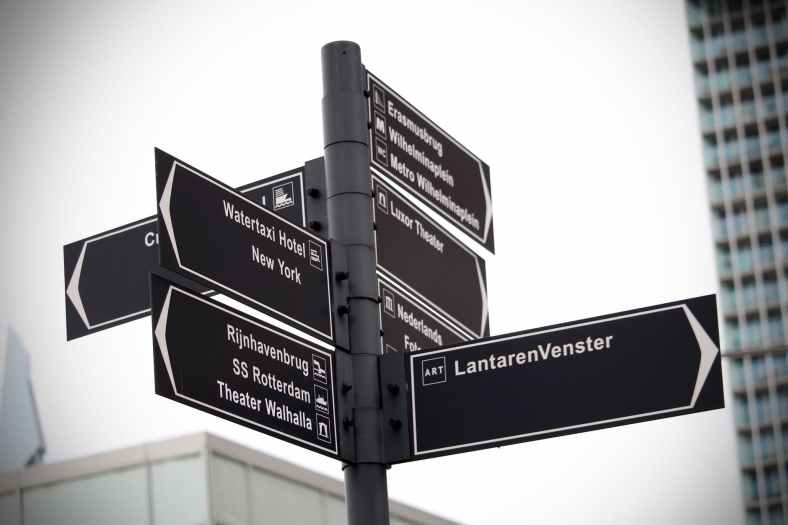 Erasmusbrug
M Wilhelminaplein
Metro Wilhelminaplein
Luxor Theater
Nederlands
Watertaxi Hotel
New York
Rijnhavenbrug
SS Rotterdam
Theater Walhalla
ART LantarenVenster